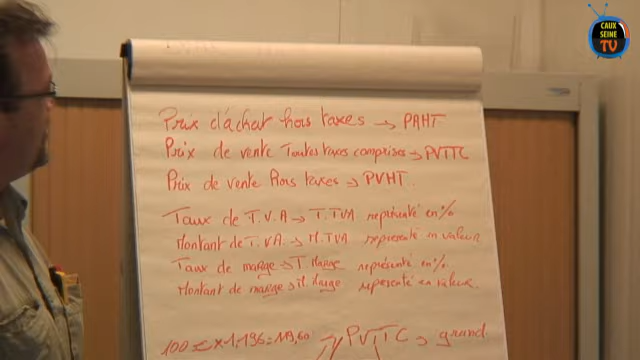 CAUX
SEINE
TV
Prix d'achat hors taxes → PAHT
Prix de vente Toutes taxes comprises → PVTTC
Prix de vente Hors taxes → PVHT.
Taux de T.V.A → T.TVA représenté en %
Montant de T.VA. → M.TVA représenté en valeur
Taux de marge → T. Marge représenté en %.
Montant de marge → M. Marge représenté en valeur.
100 € x 1,196 = 119,60 PVTTC → grand